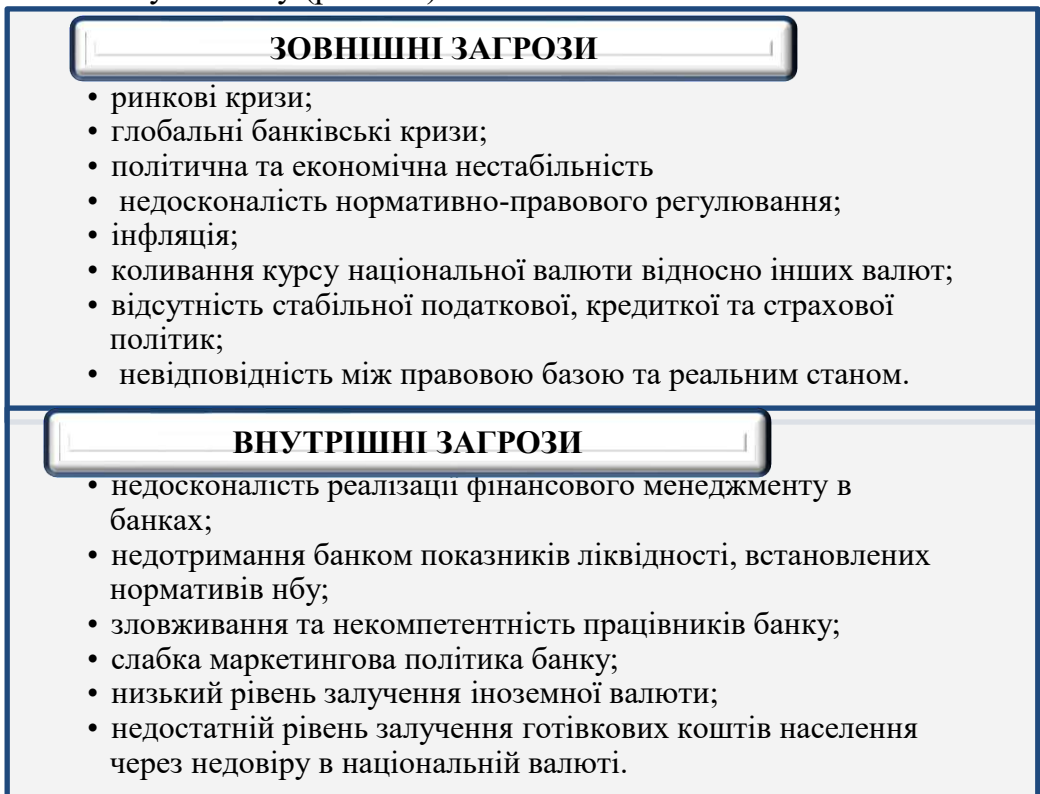 ЗОВНІШНІ ЗАГРОЗИ
• ринкові кризи;
• глобальні банківські кризи;
• політична та економічна нестабільність
• недосконалість нормативно-правового регулювання;
• інфляція;
• коливання курсу національної валюти відносно інших валют;
• відсутність стабільної податкової, кредиткої та страхової
політик;
• невідповідність між правовою базою та реальним станом.
ВНУТРІШНІ ЗАГРОЗИ
• недосконалість реалізації фінансового менеджменту в
банках;
• недотримання банком показників ліквідності, встановлених
нормативів нбу;
• зловживання та некомпетентність працівників банку;
• слабка маркетингова політика банку;
• низький рівень залучення іноземної валюти;
• недостатній рівень залучення готівкових коштів населення
через недовіру в національній валюті.